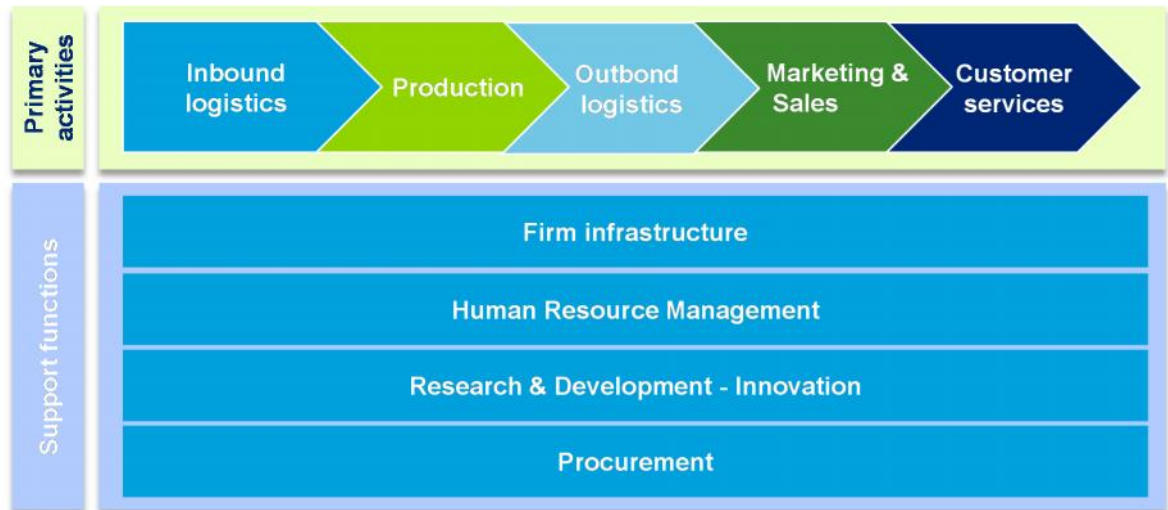 Primary
activities
Inbound
logistics
Production
Outbond
logistics
Marketing &
Sales
Customer
services
Support functions
Firm infrastructure
Human Resource Management
Research & Development - Innovation
Procurement